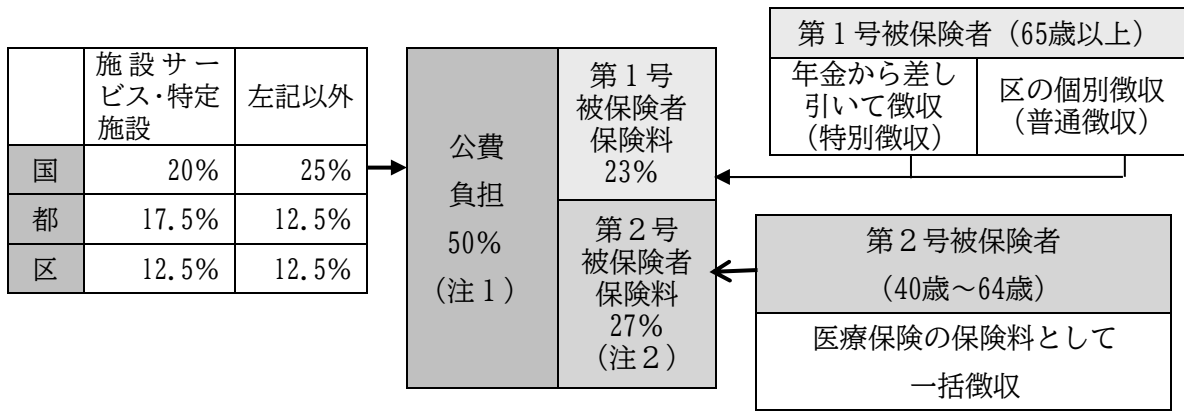 施設サー
ビス・特定
施設
左記以外
国
20%
25%
都
17.5%
12.5%
区
12.5%
12.5%
公費
負担
50%
（注１）
第１号
被保険者
保険料
23%
第２号
被保険者
保険料
27%
（注２）
第１号被保険者（65歳以上）
年金から差し
引いて徴収
（特別徴収）
区の個別徴収
（普通徴収）
第２号被保険者
（40歳～64歳）
医療保険の保険料として
一括徴収